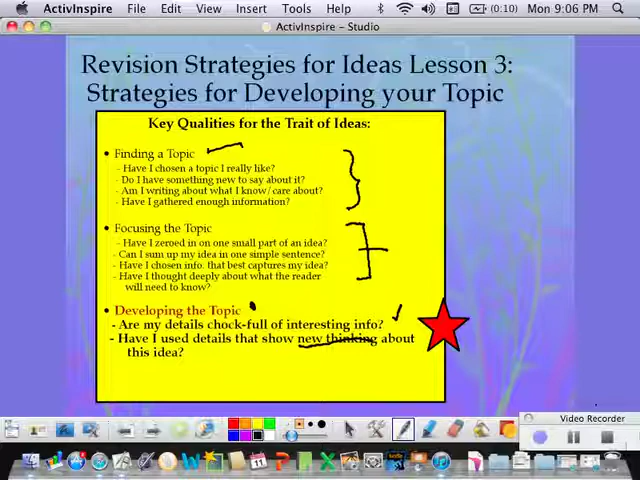 ActivInspire File Edit View Insert Tools Help (0:10) Mon 9:06 PM
ActivInspire – Studio
Revision Strategies for Ideas Lesson 3:
Strategies for Developing your Topic
Key Qualities for the Trait of Ideas:
• Finding a Topic
- Have I chosen a topic I really like?
- Do I have something new to say about it?
- Am I writing about what I know/care about?
- Have I gathered enough information?
• Focusing the Topic
- Have I zeroed in on one small part of an idea?
- Can I sum up my idea in one simple sentence?
- Have I chosen info. that best captures my idea?
- Have I thought deeply about what the reader
will need to know?
• Developing the Topic
- Are my details chock-full of interesting info?
- Have I used details that show new thinking about
this idea?
Video Recorder
11